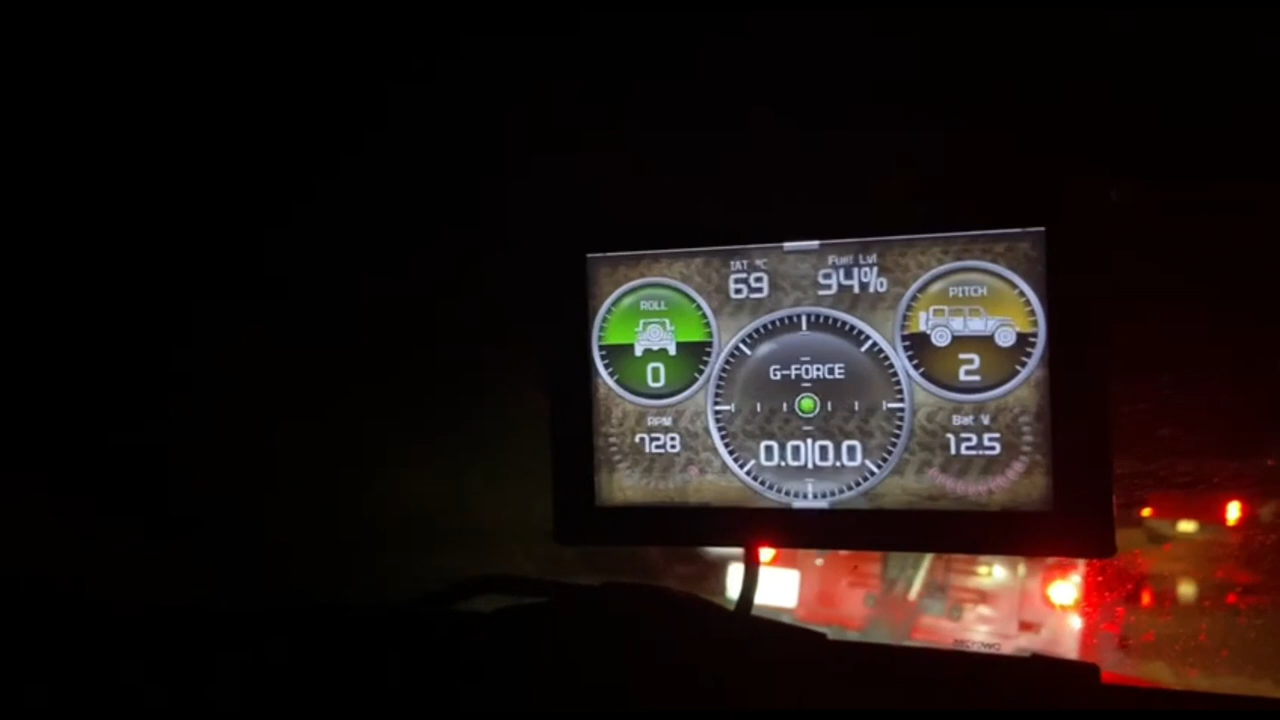 IAT °C
69
Fuel Lvl
94%
ROLL
0
PITCH
2
G-FORCE
0.0|0.0
RPM
728
Bat V
12.5